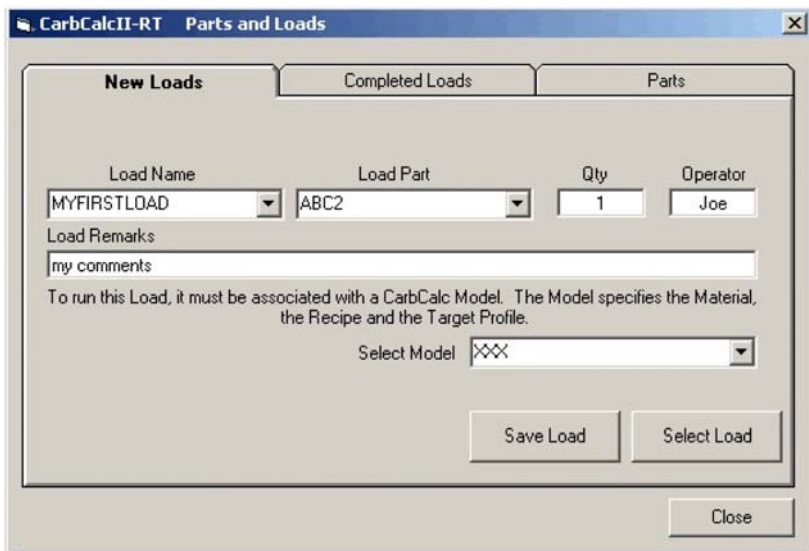 CarbCalcII-RT Parts and Loads
New Loads Completed Loads Parts
Load Name Load Part Qty Operator
MYFIRSTLOAD ABC2 1 Joe
Load Remarks
my comments
To run this Load, it must be associated with a CarbCalc Model. The Model specifies the Material,
the Recipe and the Target Profile.
Select Model XXX
Save Load Select Load
Close